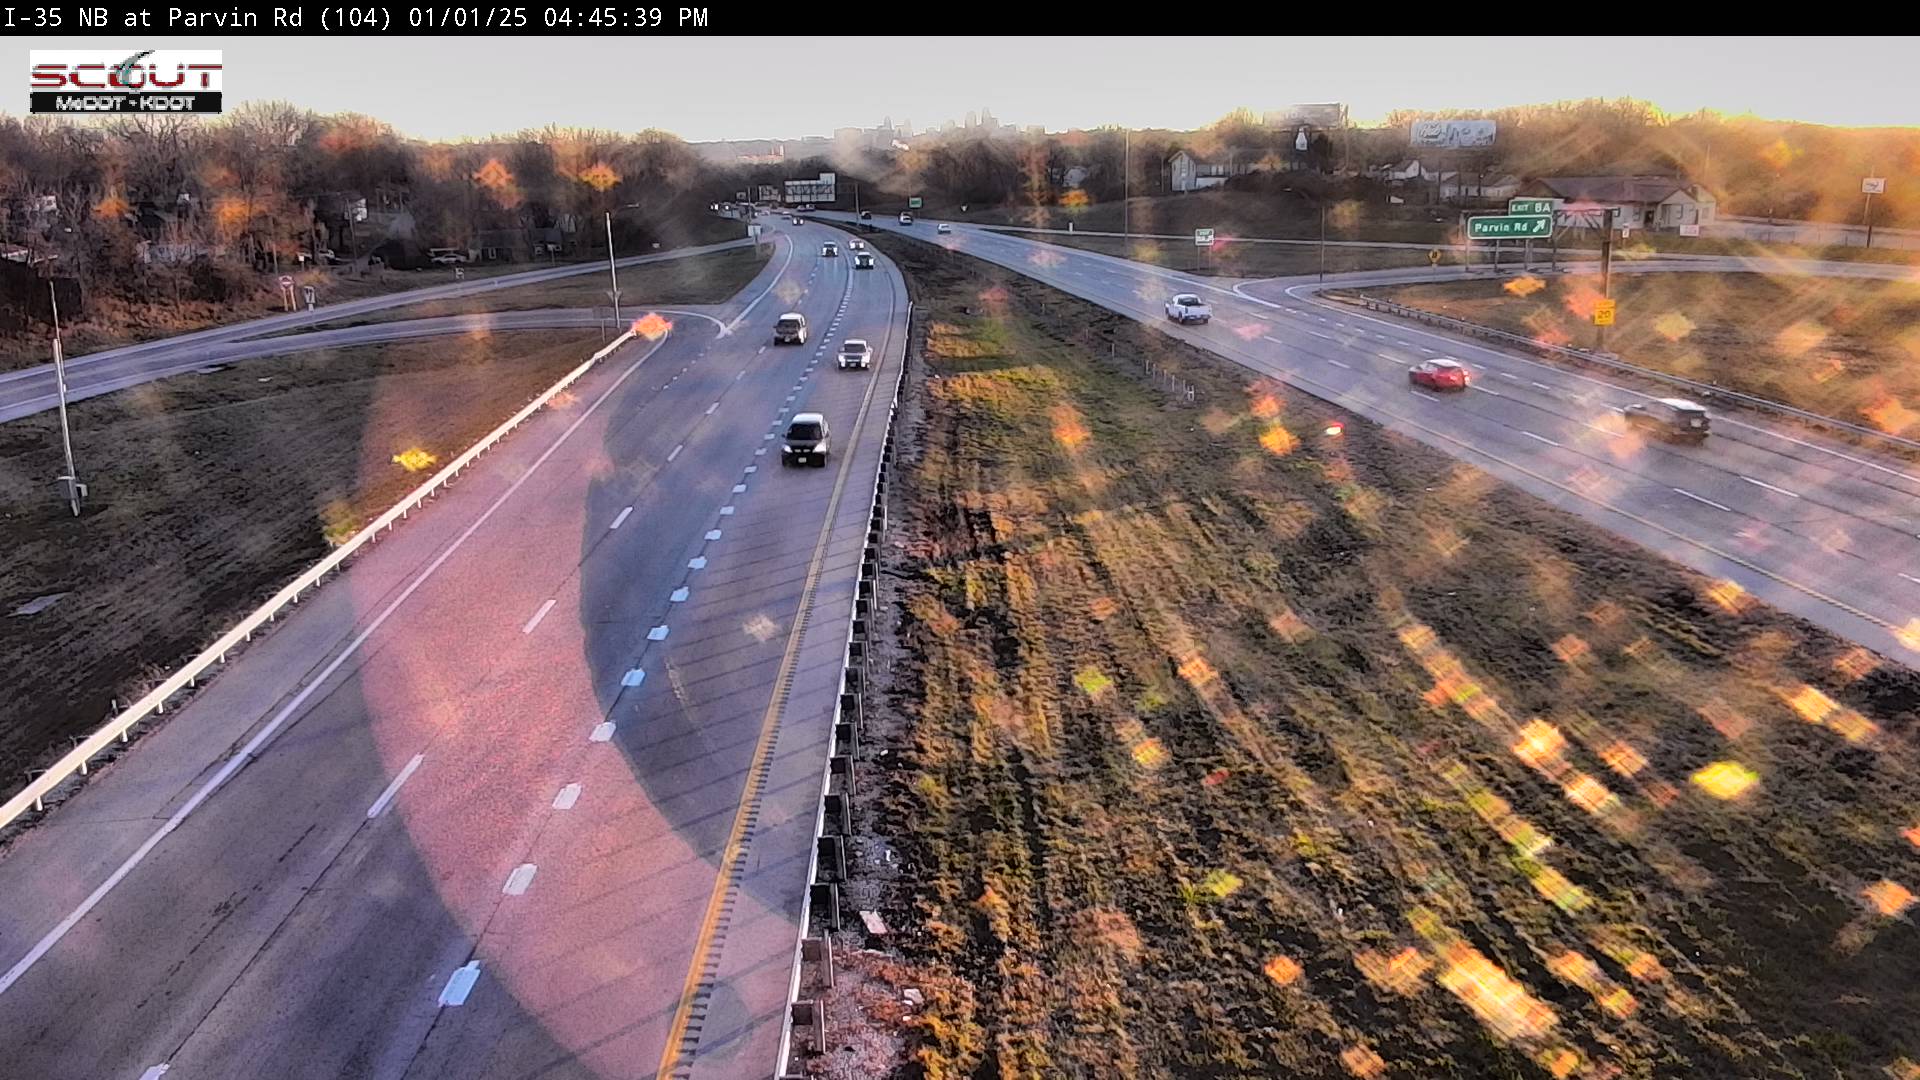 I-35 NB at Parvin Rd (104) 01/01/25 04:45:39 PM
SCOUT
MoDOT - KDOT
EXIT 8A
Parvin Rd
20